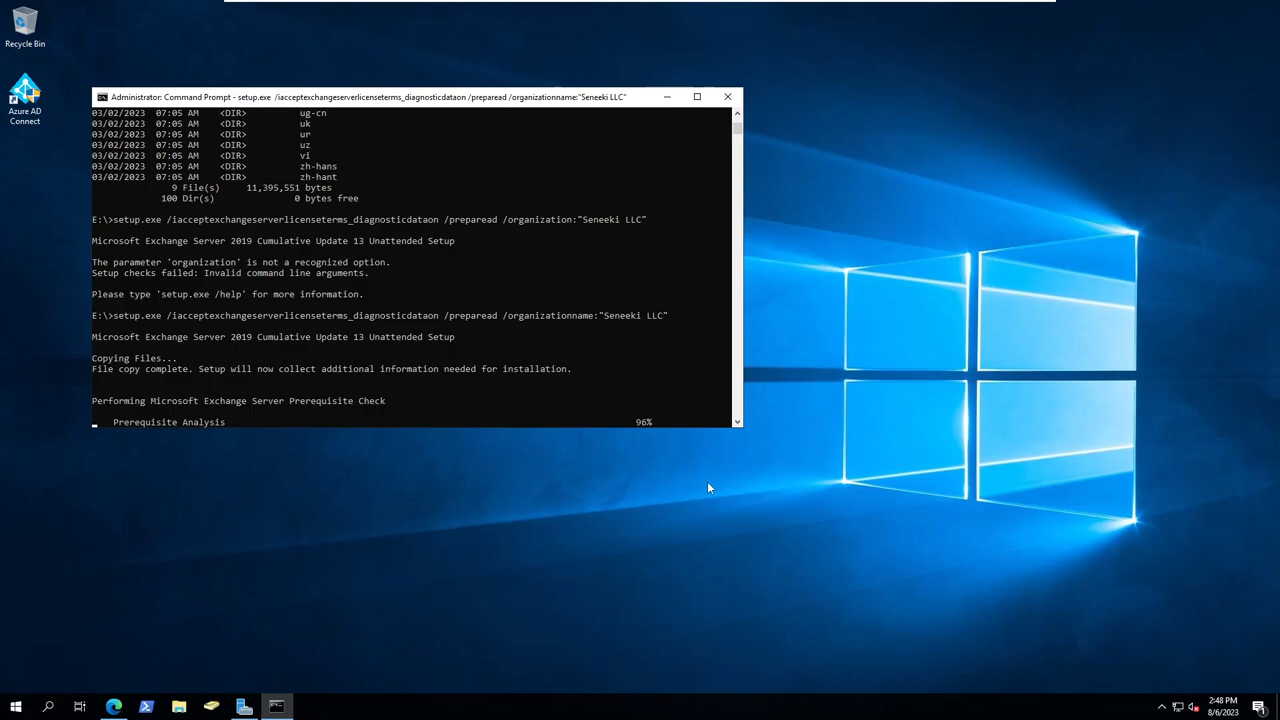 Recycle Bin
Azure AD
Connect
Administrator: Command Prompt - setup.exe  /iacceptexchangeserverlicenseterms_diagnosticdataon /preparead /organizationname:"Seneeki LLC"
03/02/2023  07:05 AM    <DIR>          ug-cn
03/02/2023  07:05 AM    <DIR>          uk
03/02/2023  07:05 AM    <DIR>          ur
03/02/2023  07:05 AM    <DIR>          uz
03/02/2023  07:05 AM    <DIR>          vi
03/02/2023  07:05 AM    <DIR>          zh-hans
03/02/2023  07:05 AM    <DIR>          zh-hant
9 File(s)     11,395,551 bytes
100 Dir(s)               0 bytes free
E:\>setup.exe /iacceptexchangeserverlicenseterms_diagnosticdataon /preparead /organization:"Seneeki LLC"
Microsoft Exchange Server 2019 Cumulative Update 13 Unattended Setup
The parameter 'organization' is not a recognized option.
Setup checks failed: Invalid command line arguments.
Please type 'setup.exe /help' for more information.
E:\>setup.exe /iacceptexchangeserverlicenseterms_diagnosticdataon /preparead /organizationname:"Seneeki LLC"
Microsoft Exchange Server 2019 Cumulative Update 13 Unattended Setup
Copying Files...
File copy complete. Setup will now collect additional information needed for installation.
Performing Microsoft Exchange Server Prerequisite Check
Prerequisite Analysis                                                                             96%
2:48 PM
8/6/2023
1